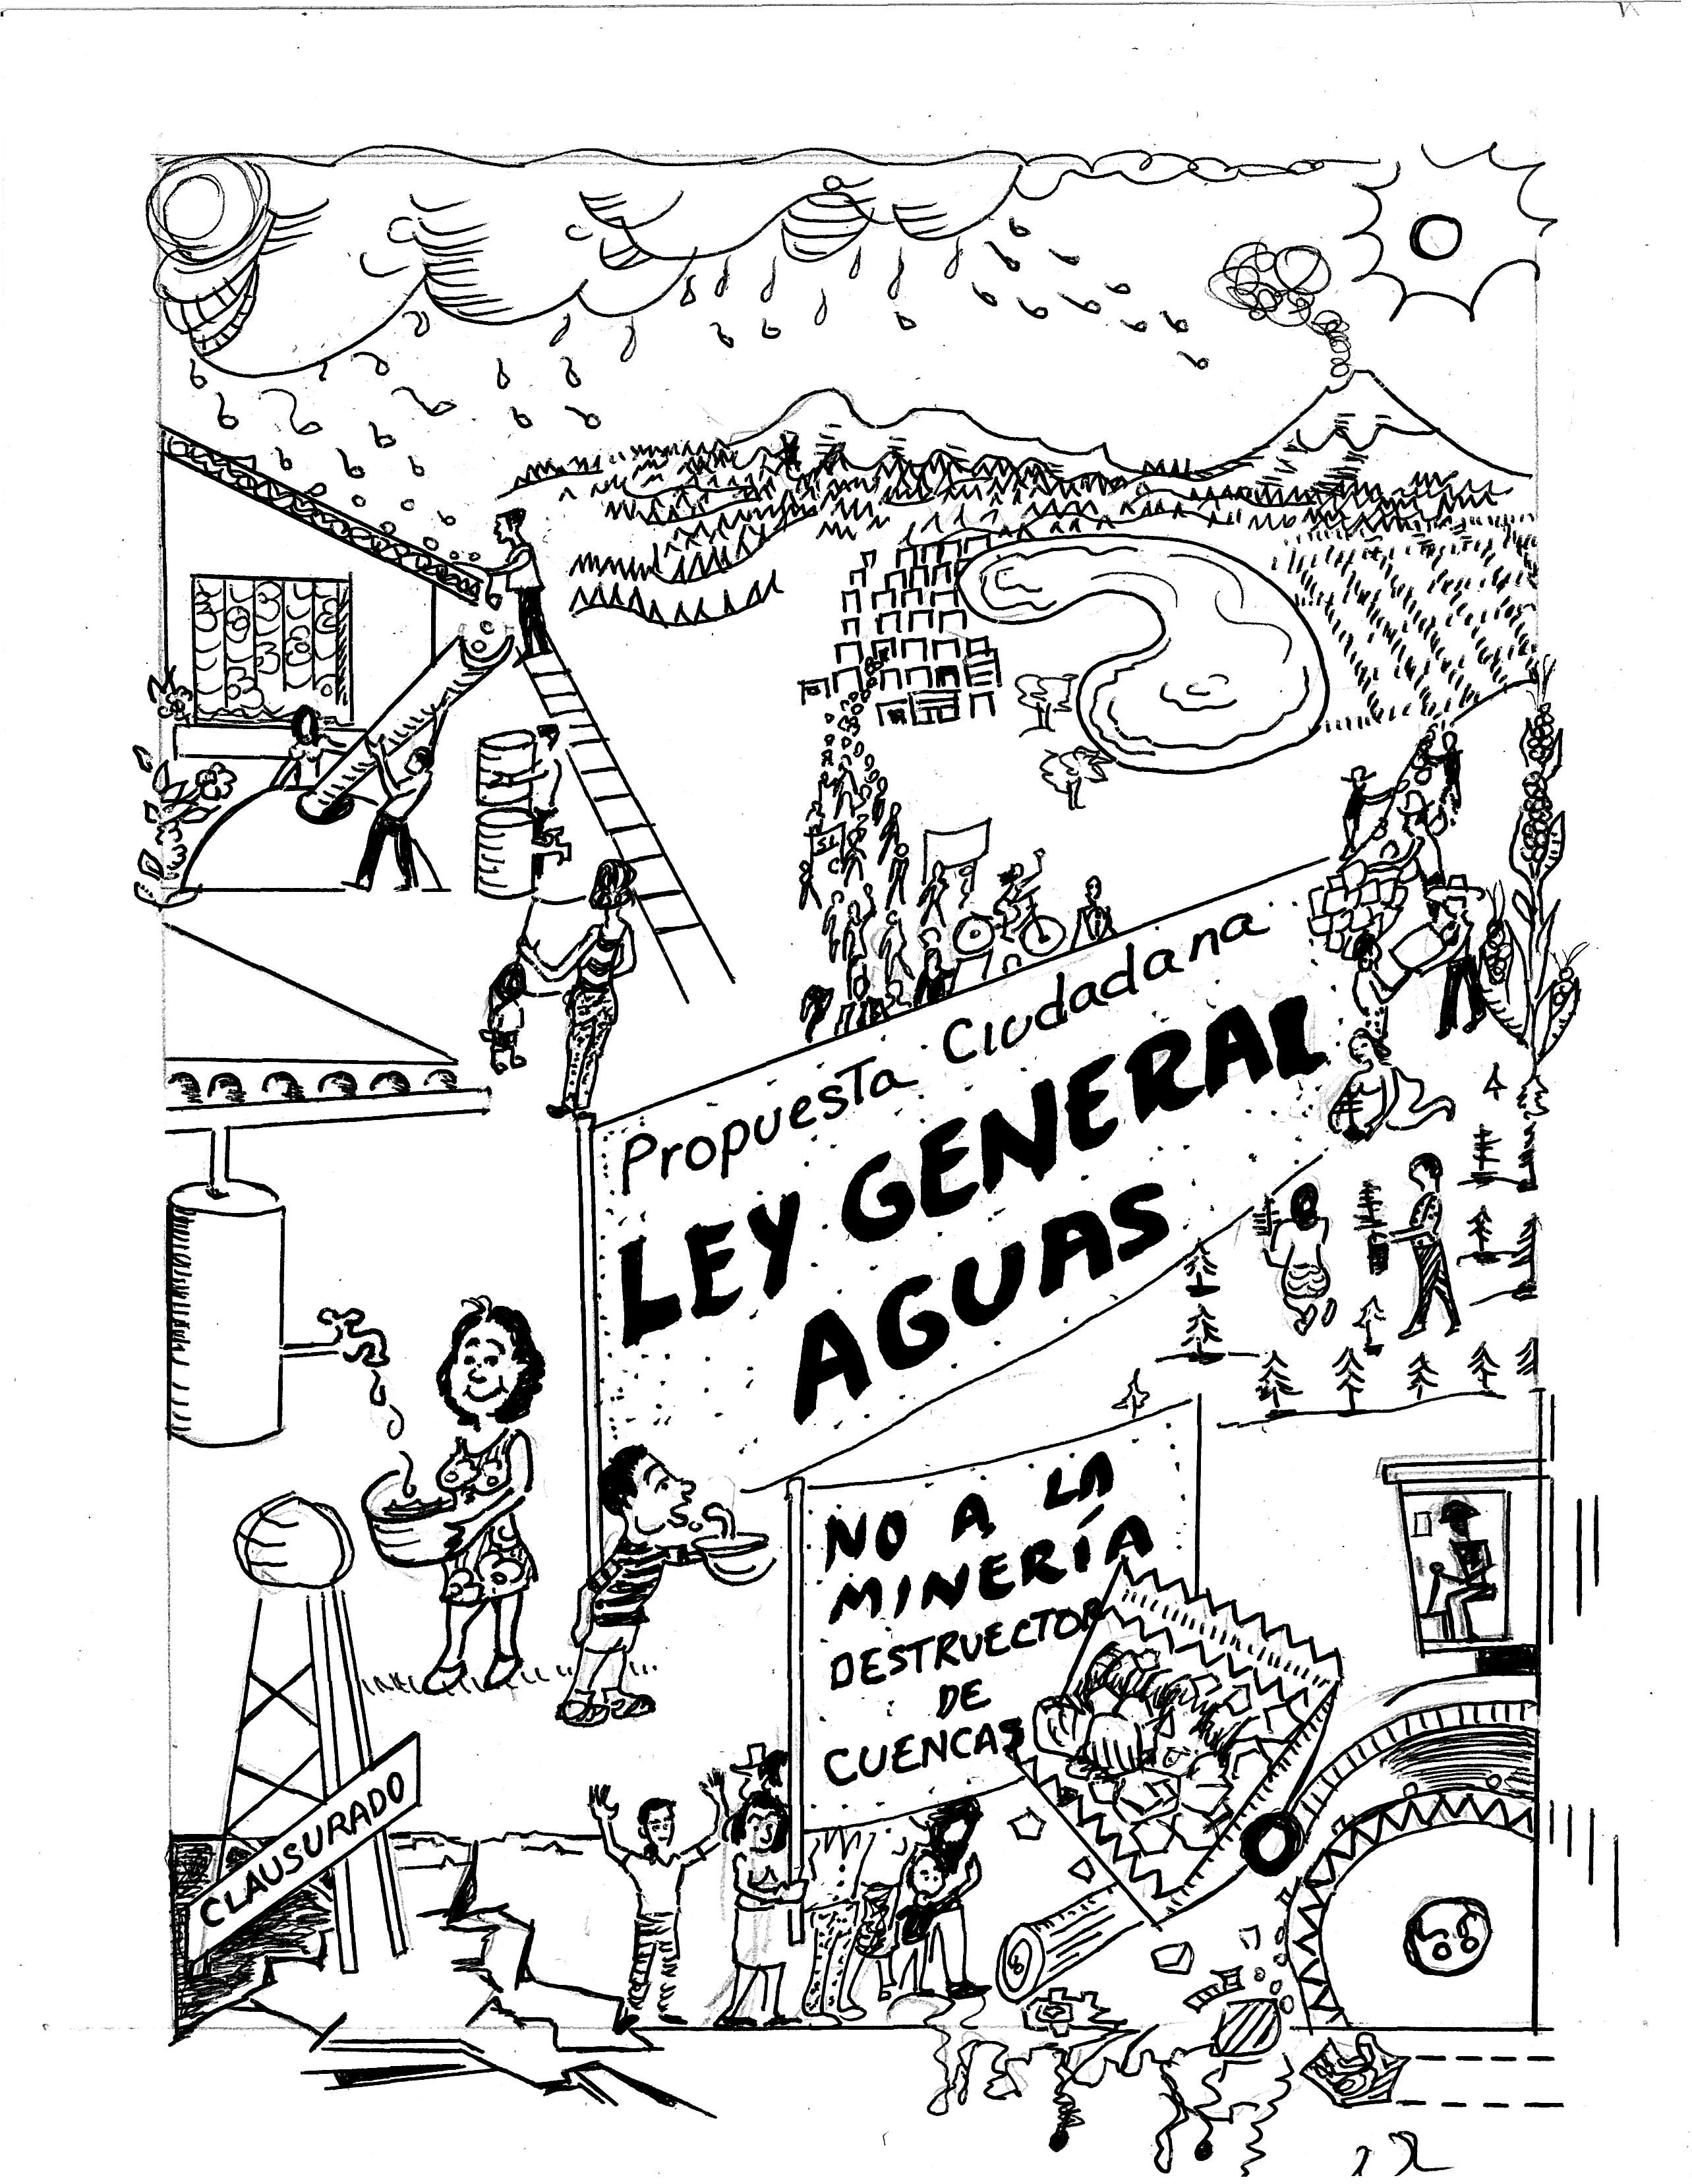 Propuesta Ciudadana
LEY GENERAL
AGUAS
NO A LA
MINERÍA
DESTRUECTOR
DE
CUENCAS
CLAUSURADO